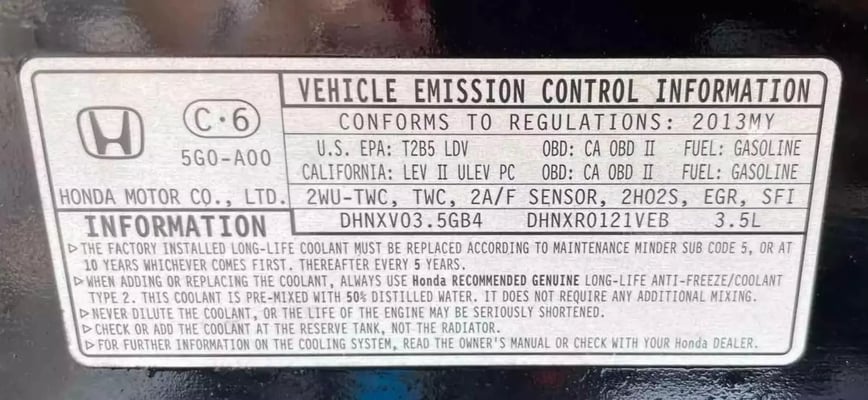 VEHICLE EMISSION CONTROL INFORMATION
C·6
5G0-A00
HONDA MOTOR CO., LTD.
CONFORMS TO REGULATIONS: 2013MY
U.S. EPA: T2B5 LDV OBD: CA OBD II FUEL: GASOLINE
CALIFORNIA: LEV II ULEV PC OBD: CA OBD II FUEL: GASOLINE
2WU-TWC, TWC, 2A/F SENSOR, 2HO2S, EGR, SFI
DHNXV03.5GB4 DHNXR0121VEB 3.5L
INFORMATION
▷THE FACTORY INSTALLED LONG-LIFE COOLANT MUST BE REPLACED ACCORDING TO MAINTENANCE MINDER SUB CODE 5, OR AT
10 YEARS WHICHEVER COMES FIRST. THEREAFTER EVERY 5 YEARS.
▷WHEN ADDING OR REPLACING THE COOLANT, ALWAYS USE Honda RECOMMENDED GENUINE LONG-LIFE ANTI-FREEZE/COOLANT
TYPE 2. THIS COOLANT IS PRE-MIXED WITH 50% DISTILLED WATER. IT DOES NOT REQUIRE ANY ADDITIONAL MIXING.
▷NEVER DILUTE THE COOLANT, OR THE LIFE OF THE ENGINE MAY BE SERIOUSLY SHORTENED.
▷CHECK OR ADD THE COOLANT AT THE RESERVE TANK, NOT THE RADIATOR.
▷FOR FURTHER INFORMATION ON THE COOLING SYSTEM, READ THE OWNER'S MANUAL OR CHECK WITH YOUR Honda DEALER.